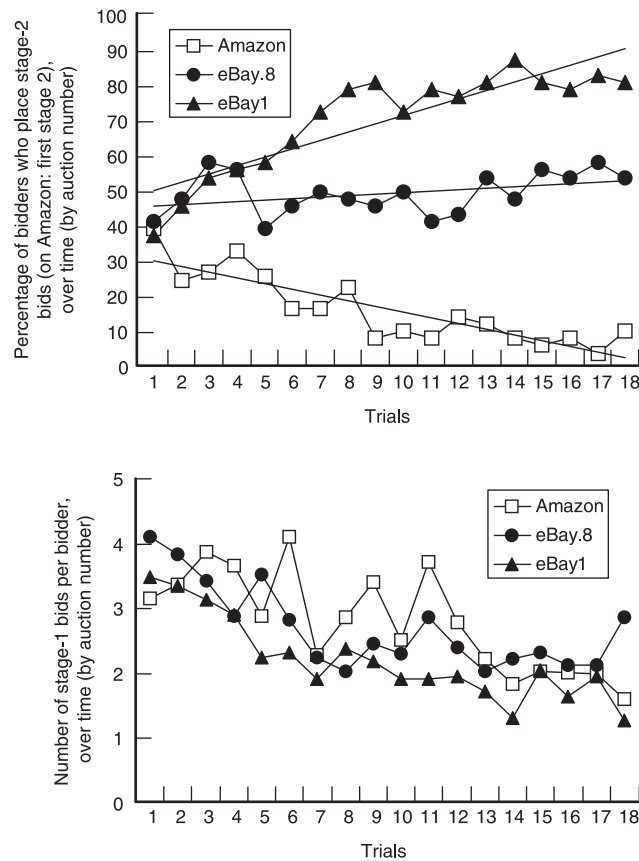 Percentage of bidders who place stage-2
bids (on Amazon: first stage 2),
over time (by auction number)
100
90
80
70
60
50
40
30
20
10
0
Amazon
eBay.8
eBay1
1 2 3 4 5 6 7 8 9 10 11 12 13 14 15 16 17 18
Trials
Number of stage-1 bids per bidder,
over time (by auction number)
5
4
3
2
1
0
Amazon
eBay.8
eBay1
1 2 3 4 5 6 7 8 9 10 11 12 13 14 15 16 17 18
Trials